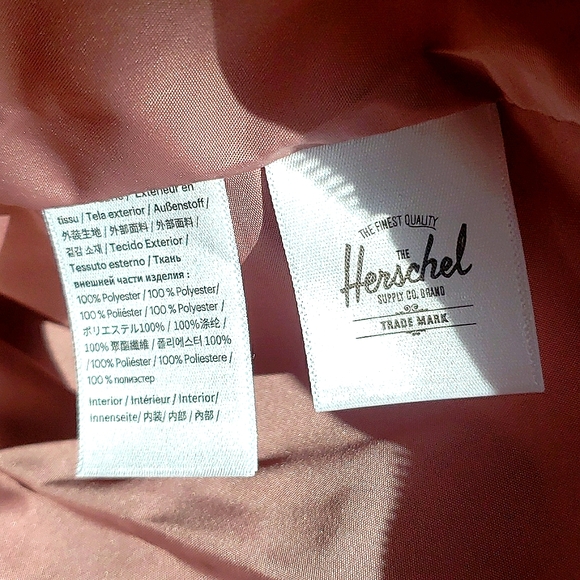 Extérieur en
tissu / Tela exterior / Außenstoff /
外装生地 / 外部面料 / 外部面料 /
겉감 소재 / Tecido Exterior /
Tessuto esterno / Ткань
внешней части изделия :
100% Polyester / 100% Polyester/
100% Poliéster / 100% Polyester /
ポリエステル100% / 100%涤纶 /
100% 聚酯纖維 / 폴리에스터 100%
/100% Poliéster / 100% Poliestere /
100 % полиэстер
Interior / Intérieur / Interior/
Innenseite/ 内装/ 内部 / 內部 /
THE FINEST QUALITY
THE
Herschel
SUPPLY CO. BRAND
TRADE MARK